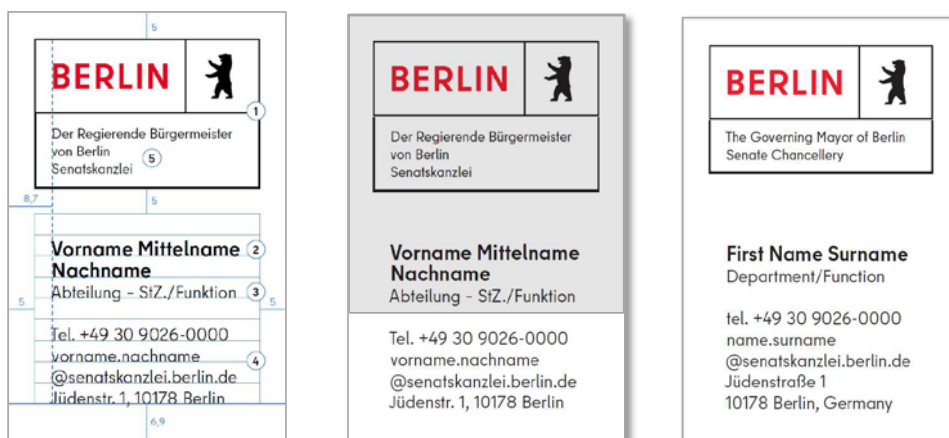 5
BERLIN
1
Der Regierende Bürgermeister
von Berlin
5
Senatskanzlei
8,7
5
Vorname Mittelname
2
Nachname
Abteilung - StZ./Funktion
3
5
5
Tel. +49 30 9026-0000
vorname.nachname
4
@senatskanzlei.berlin.de
Jüdenstr. 1, 10178 Berlin
6,9
BERLIN
Der Regierende Bürgermeister
von Berlin
Senatskanzlei
Vorname Mittelname
Nachname
Abteilung - StZ./Funktion
Tel. +49 30 9026-0000
vorname.nachname
@senatskanzlei.berlin.de
Jüdenstr. 1, 10178 Berlin
BERLIN
The Governing Mayor of Berlin
Senate Chancellery
First Name Surname
Department/Function
tel. +49 30 9026-0000
name.surname
@senatskanzlei.berlin.de
Jüdenstraße 1
10178 Berlin, Germany